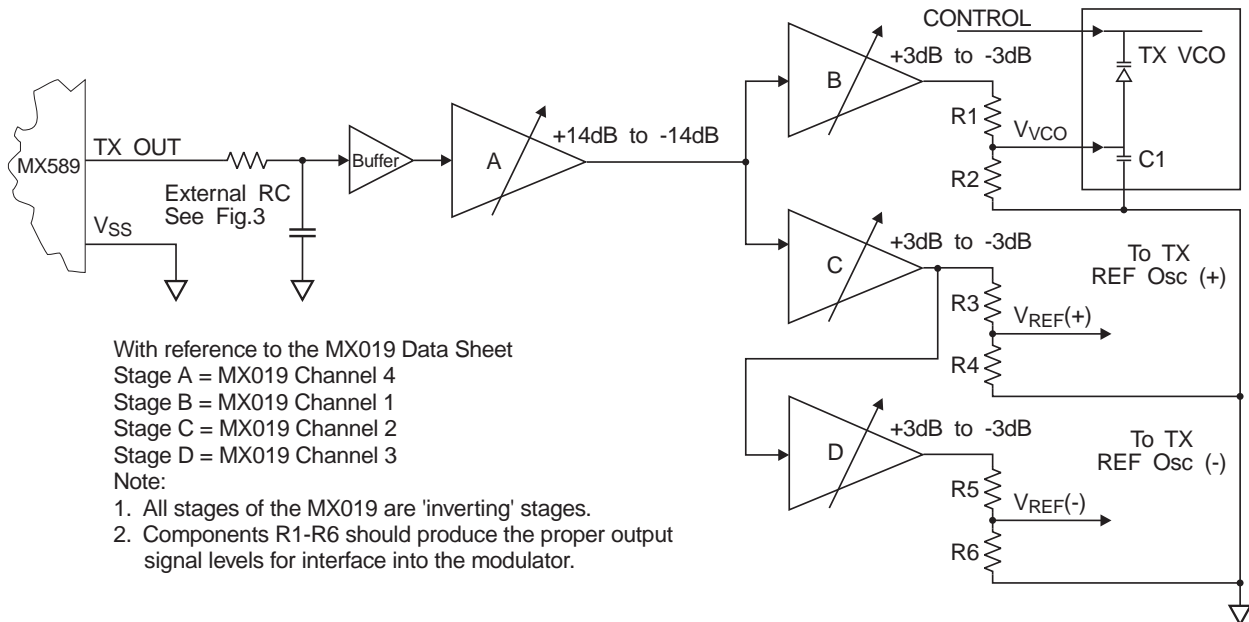 CONTROL
+3dB to -3dB
TX VCO
B
R1
VVCO
C1
R2
MX589
TX OUT
Buffer
A
+14dB to -14dB
External RC
See Fig.3
VSS
+3dB to -3dB
C
To TX
REF Osc (+)
R3
VREF(+)
R4
With reference to the MX019 Data Sheet
Stage A = MX019 Channel 4
Stage B = MX019 Channel 1
Stage C = MX019 Channel 2
Stage D = MX019 Channel 3
Note:
1. All stages of the MX019 are 'inverting' stages.
2. Components R1-R6 should produce the proper output
signal levels for interface into the modulator.
+3dB to -3dB
D
To TX
REF Osc (-)
R5
VREF(-)
R6